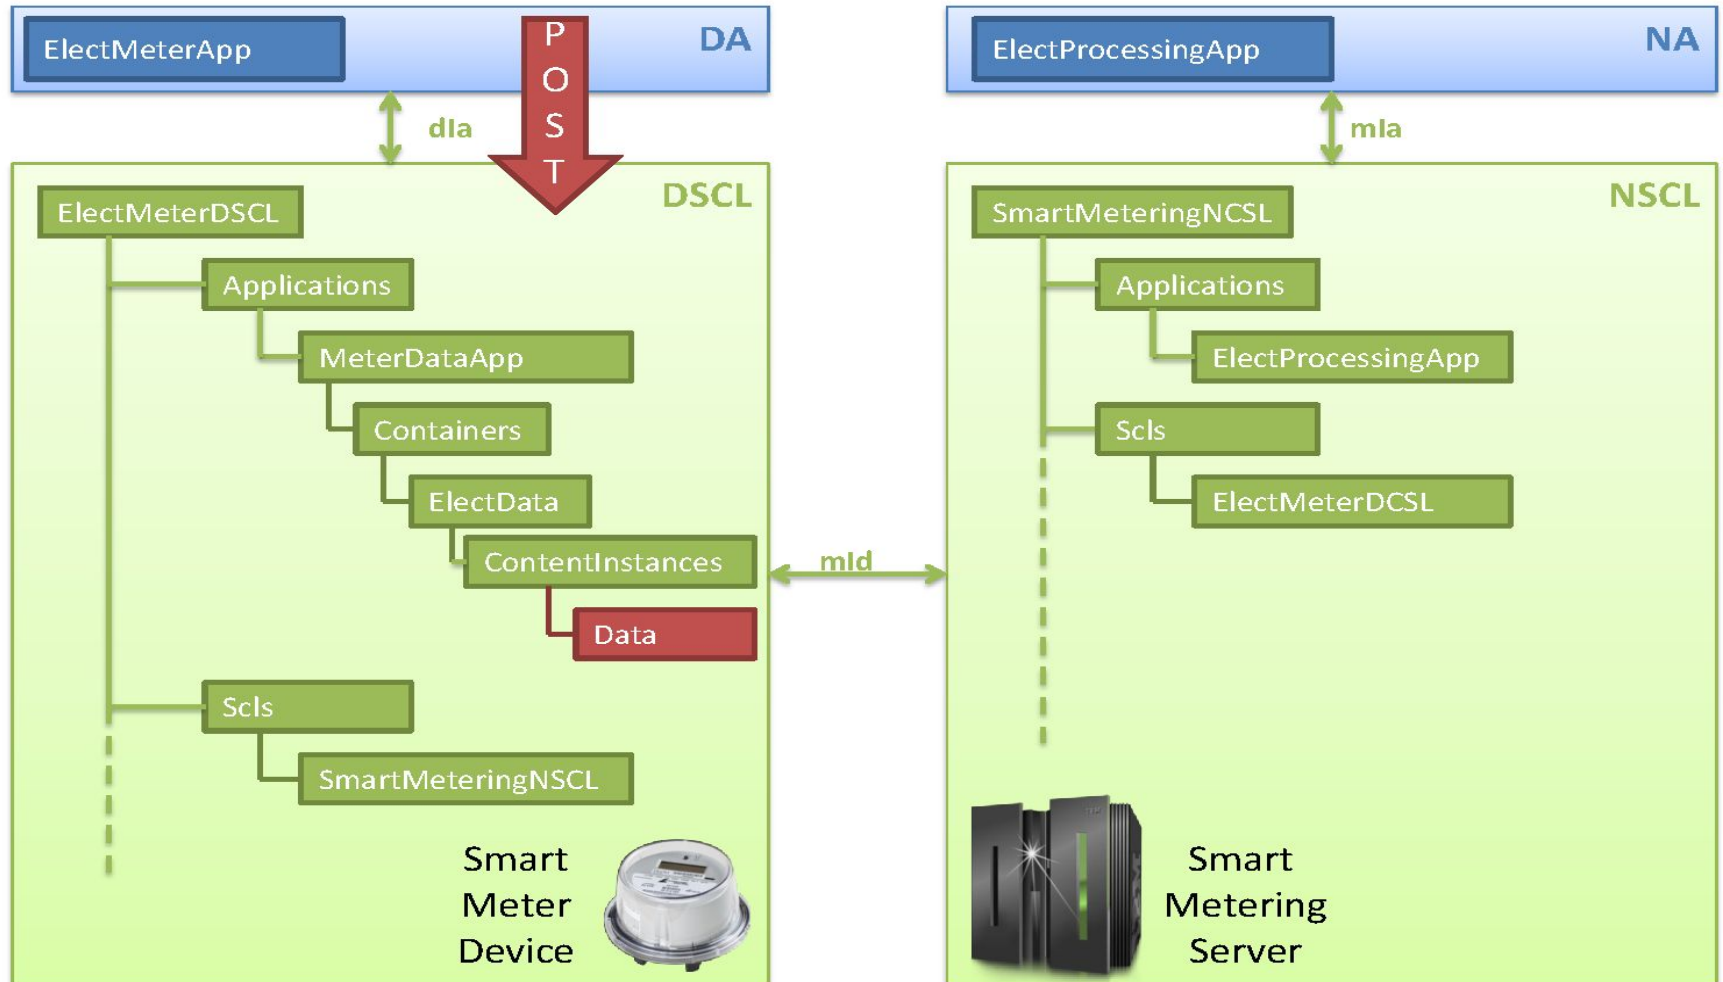 ElectMeterApp
P
O
S
T
DA
ElectProcessingApp
NA
dIa
mIa
ElectMeterDSCL
DSCL
SmartMeteringNCSL
NSCL
Applications
Applications
MeterDataApp
ElectProcessingApp
Containers
Scls
ElectData
ElectMeterDCSL
ContentInstances
mId
Data
Scls
SmartMeteringNSCL
Smart
Meter
Device
Smart
Metering
Server